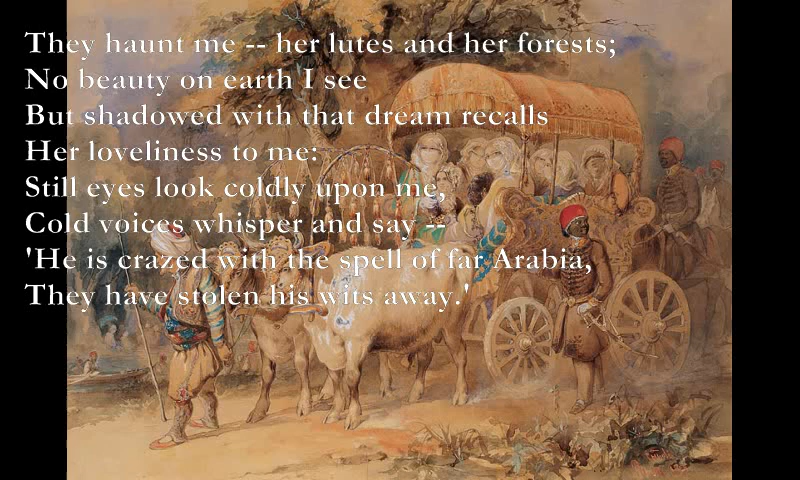 They haunt me -- her lutes and her forests;
No beauty on earth I see
But shadowed with that dream recalls
Her loveliness to me:
Still eyes look coldly upon me,
Cold voices whisper and say --
'He is crazed with the spell of far Arabia,
They have stolen his wits away.'